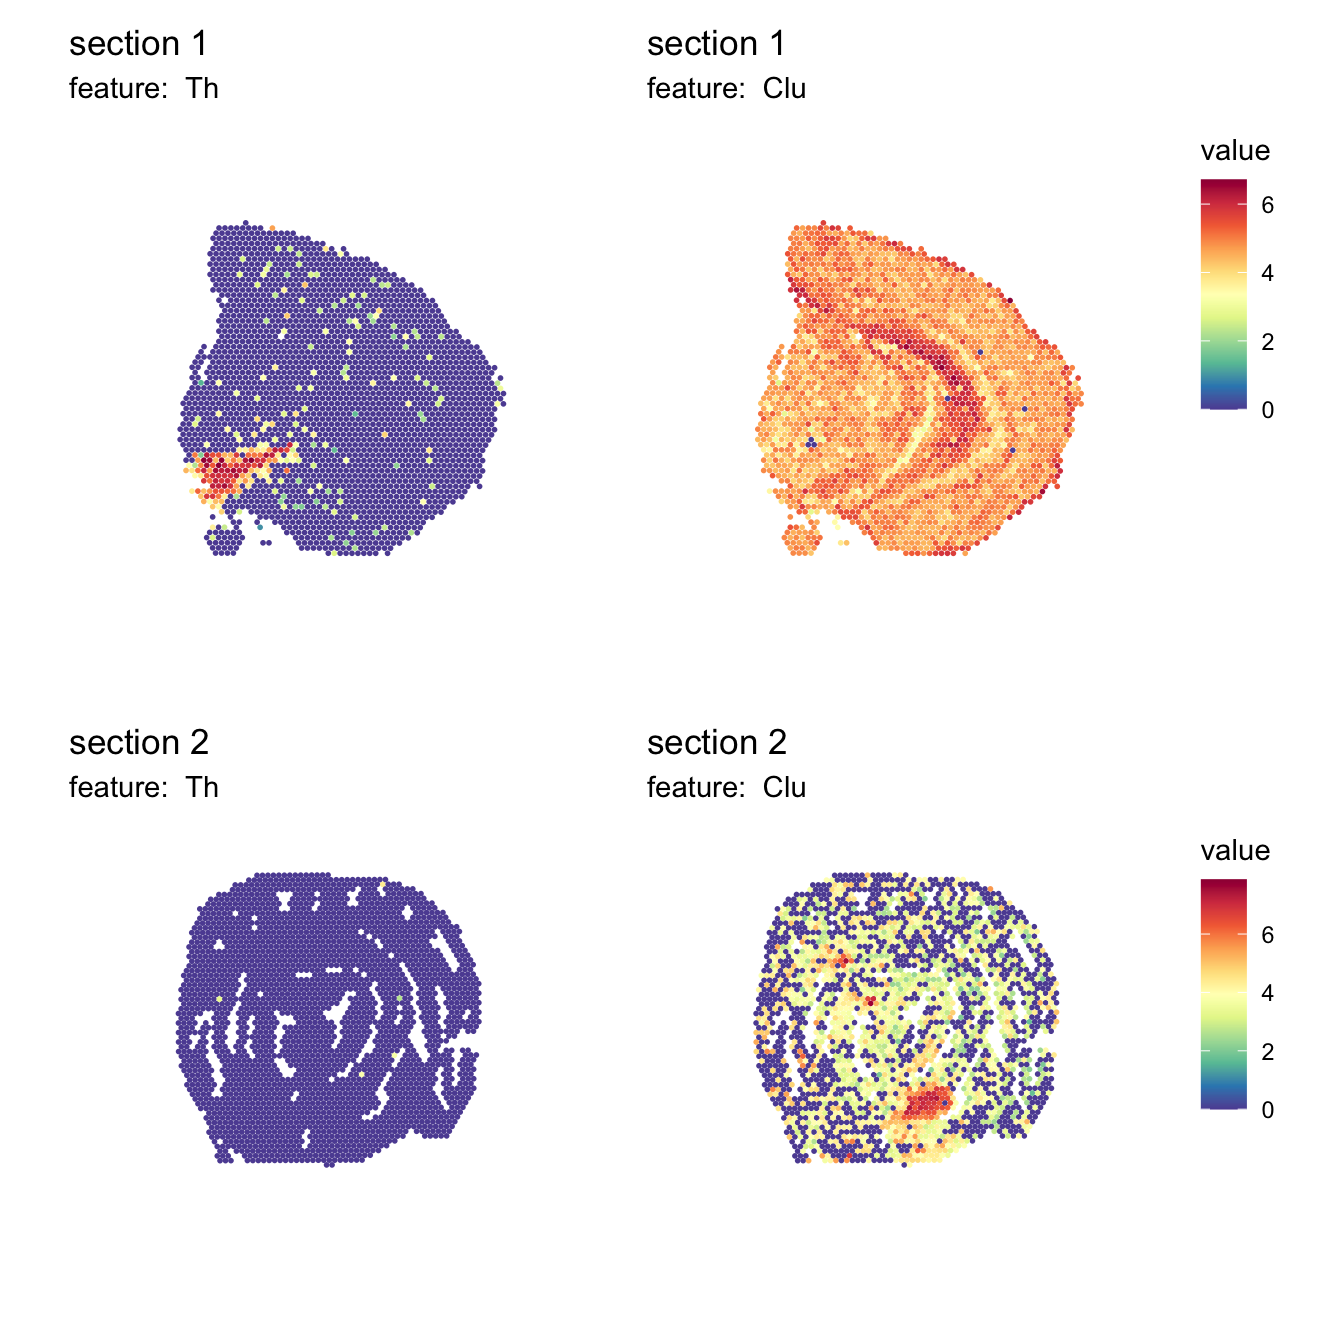 section 1
feature:  Th
section 1
feature:  Clu
value
6
4
2
0
section 2
feature:  Th
section 2
feature:  Clu
value
6
4
2
0